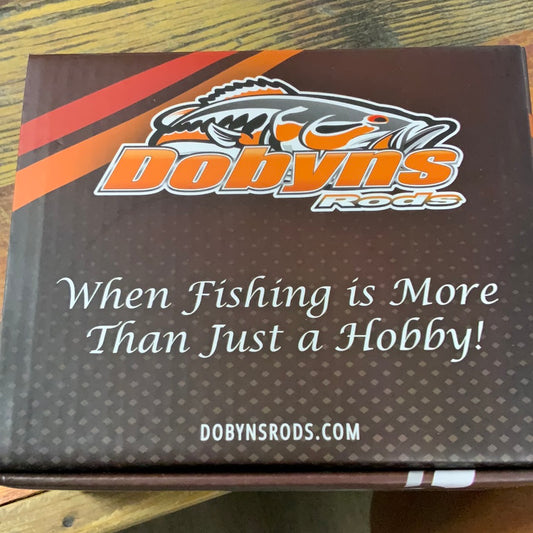 Dobyns
Rods
When Fishing is More
Than Just a Hobby!
DOBYNSRODS.COM